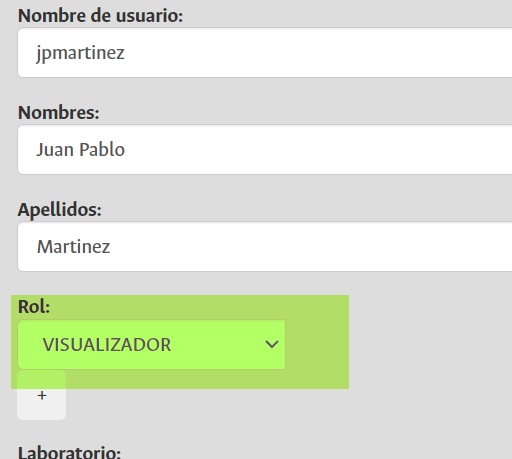 Nombre de usuario:
jpmartinez
Nombres:
Juan Pablo
Apellidos:
Martinez
Rol:
VISUALIZADOR
+
Laboratorio: